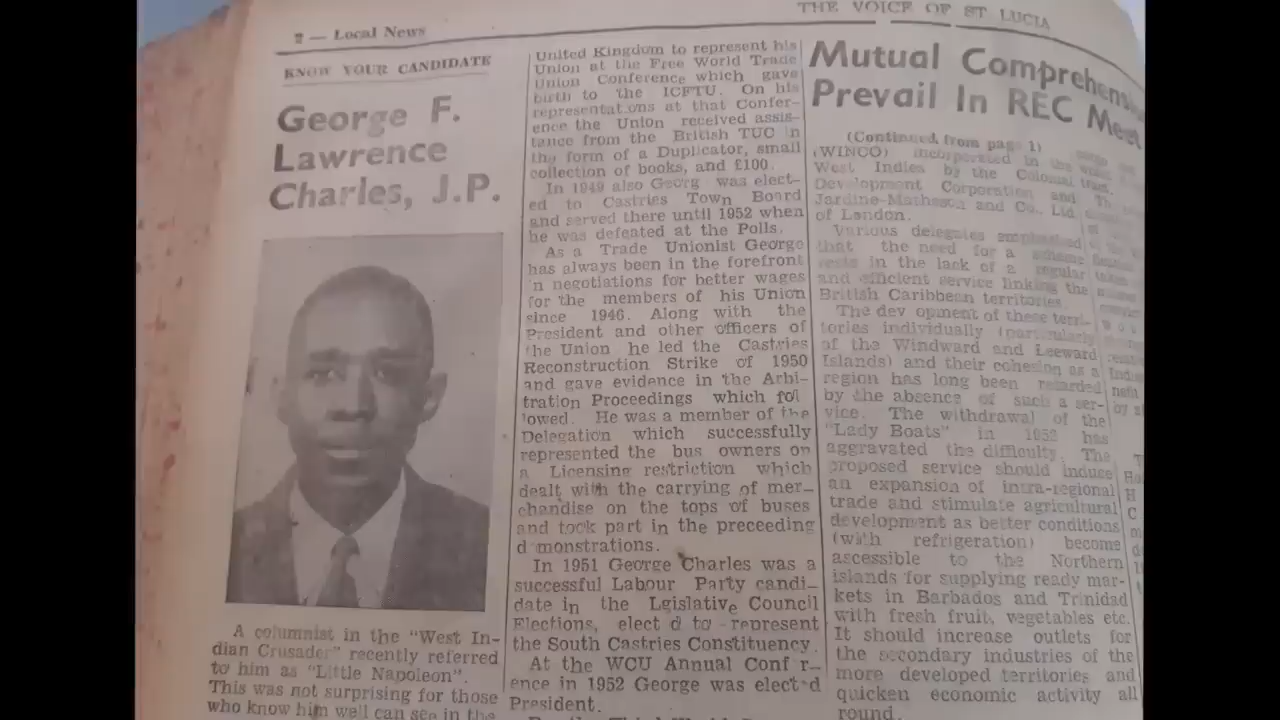 THE VOICE OF ST LUCIA
2 — Local News
KNOW YOUR CANDIDATE
George F.
Lawrence
Charles, J.P.
A columnist in the "West In-
dian Crusader" recently referred
to him as "Little Napoleon".
This was not surprising for those
who know him well can see in the
United Kingdom to represent his
Union at the Free World Trade
Union Conference which gave
birth to the ICFTU. On his
representat.ons at that Confer-
ence the Union received assis-
tance from the British TUC in
the form of a Duplicator, small
collection of books, and £100.
In 1949 also Georg was elect-
ed to Castries Town Board
and served there until 1952 when
he was defeated at the Polls.
As a Trade Unionist George
has always been in the forefront
n negotiations for better wages
for the members of his Union
since 1946. Along with the
President and other officers of
the Union he led the Castries
Reconstruction Strike of 1950
and gave evidence in the Arbi-
tration Proceedings which fol
lowed. He was a member of the
Delegation which successfully
represented the bus owners on
a Licensing restriction which
dealt with the carrying of mer-
chandise on the tops of buses
and took part in the preceeding
d monstrations.
In 1951 George Charles was a
successful Labour Party candi-
date in the Lgislative Council
Elections, elect d to represent
the South Castries Constituency.
At the WCU Annual Conf r-
ence in 1952 George was elect d
President.
Mutual Comprehens
Prevail In REC Meet
(Continued from page 1)
(WINCO) incorporated in the
West Indies by the Colonial
Development Corporation and
Jardine-Matheson and Co., Ltd.
of London.
Various delegates emphasised
that the need for a scheme
rests in the lack of a regular
and efficient service linking the
British Caribbean territories.
The dev opment of these terri-
tories individually (particularly
of the Windward and Leeward
Islands) and their cohesion as a
region has long been retarded
by the absence of such a ser-
vice. The withdrawal of the
"Lady Boats" in 1952 has
aggravated the difficulty. The
proposed service should induce
an expansion of intra-regional
trade and stimulate agricultural
development as better conditions
(with refrigeration) become
accessible to the Northern
islands for supplying ready mar-
kets in Barbados and Trinidad
with fresh fruit, vegetables etc.
It should increase outlets for
the secondary industries of the
more developed territories and
quicken economic activity all
round.